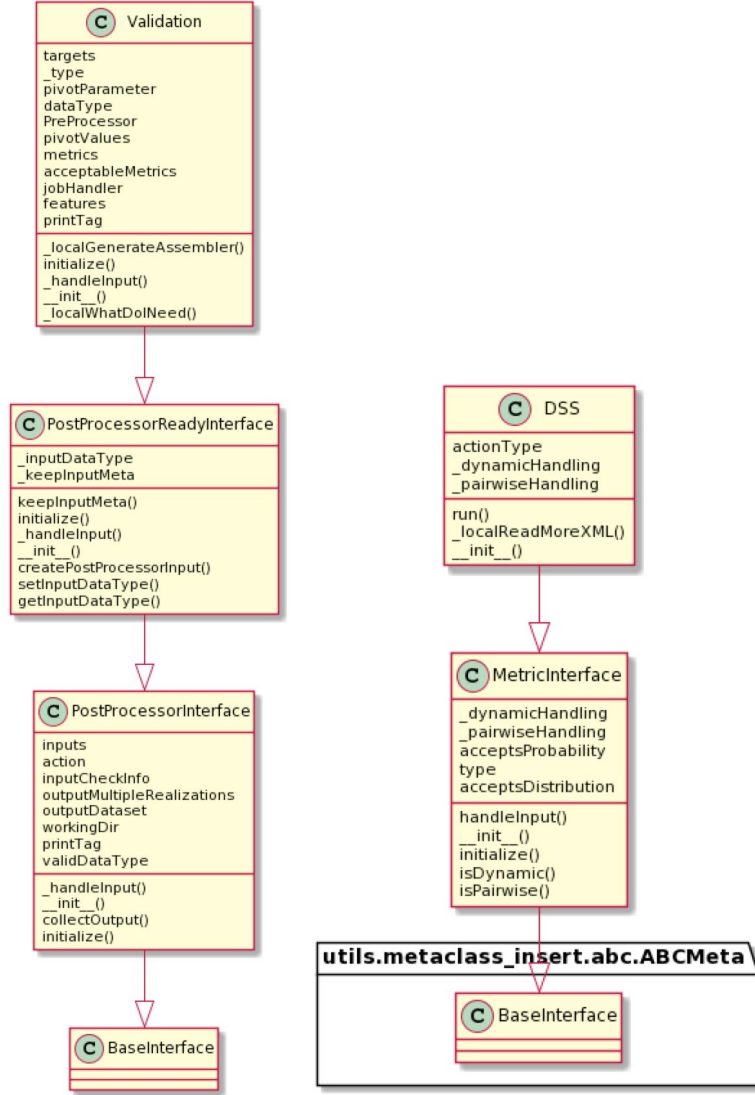 C Validation
targets
_type
pivotParameter
dataType
PreProcessor
pivotValues
metrics
acceptableMetrics
jobHandler
features
printTag
_localGenerateAssembler()
initialize()
_handleInput()
__init__()
_localWhatDoINeed()
C PostProcessorReadyInterface
_inputDataType
_keepInputMeta
keepInputMeta()
initialize()
_handleInput()
__init__()
createPostProcessorInput()
setInputDataType()
getInputDataType()
C PostProcessorInterface
inputs
action
inputCheckInfo
outputMultipleRealizations
outputDataset
workingDir
printTag
validDataType
_handleInput()
__init__()
collectOutput()
initialize()
C BaseInterface
C DSS
actionType
_dynamicHandling
_pairwiseHandling
run()
_localReadMoreXML()
__init__()
C MetricInterface
_dynamicHandling
_pairwiseHandling
acceptsProbability
type
acceptsDistribution
handleInput()
__init__()
initialize()
isDynamic()
isPairwise()
utils.metaclass_insert.abc.ABCMeta
C BaseInterface